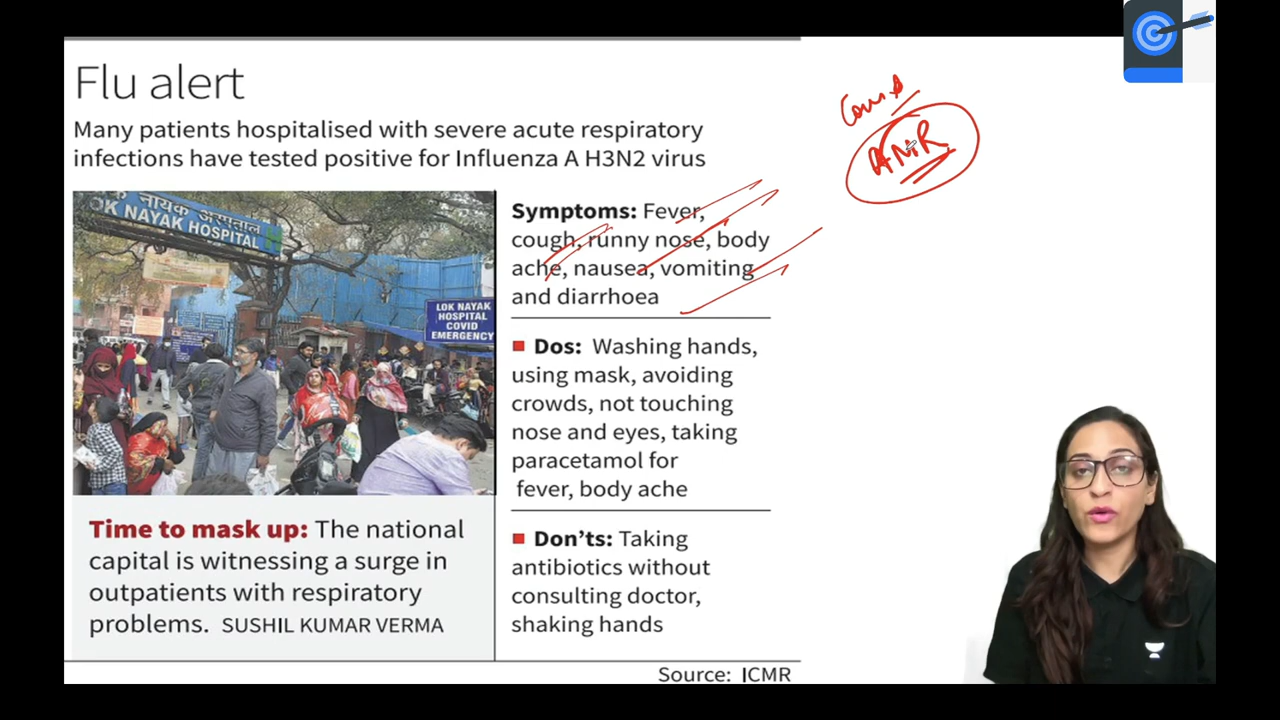 Flu alert
Many patients hospitalised with severe acute respiratory
infections have tested positive for Influenza A H3N2 virus
नायक अस्पताल
LOK NAYAK HOSPITAL
LOK NAYAK
HOSPITAL
COVID
EMERGENCY
Time to mask up: The national
capital is witnessing a surge in
outpatients with respiratory
problems. SUSHIL KUMAR VERMA
Symptoms: Fever,
cough, runny nose, body
ache, nausea, vomiting
and diarrhoea
Dos: Washing hands,
using mask, avoiding
crowds, not touching
nose and eyes, taking
paracetamol for
fever, body ache
Don’ts: Taking
antibiotics without
consulting doctor,
shaking hands
Source: ICMR
AMR